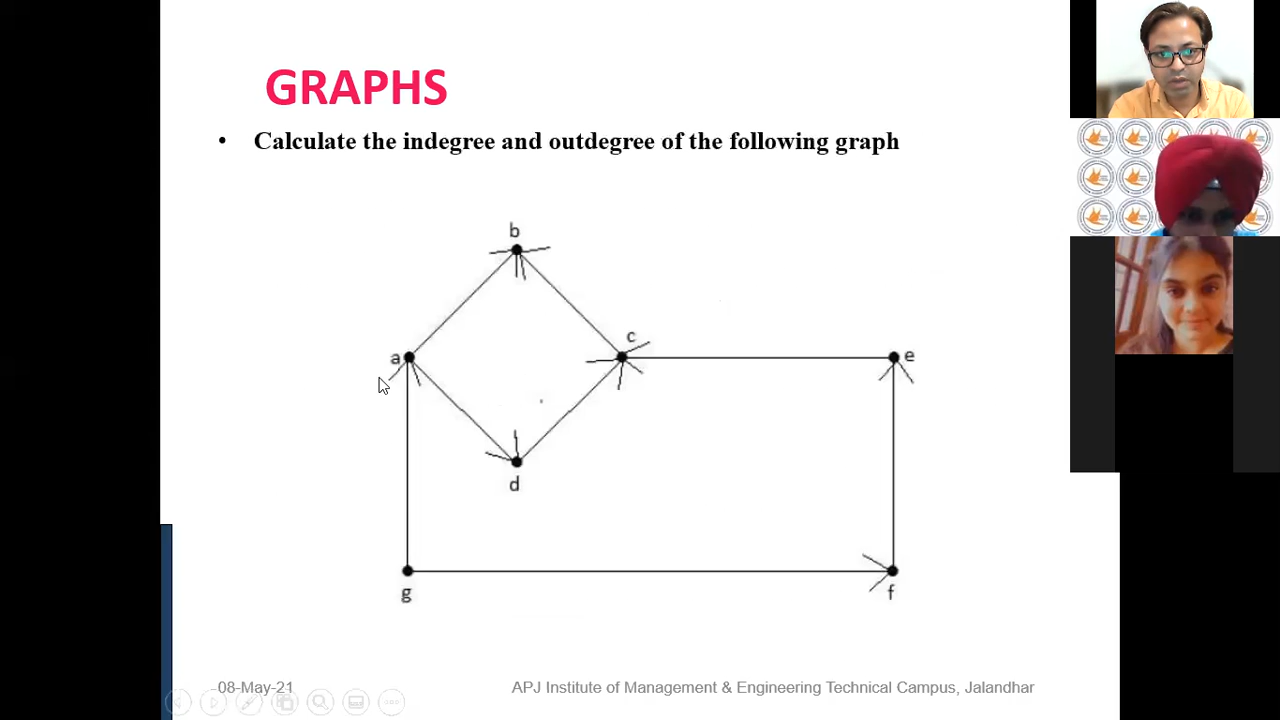 GRAPHS
• Calculate the indegree and outdegree of the following graph
b
c
a
e
d
g
f
08-May-21
APJ Institute of Management & Engineering Technical Campus, Jalandhar